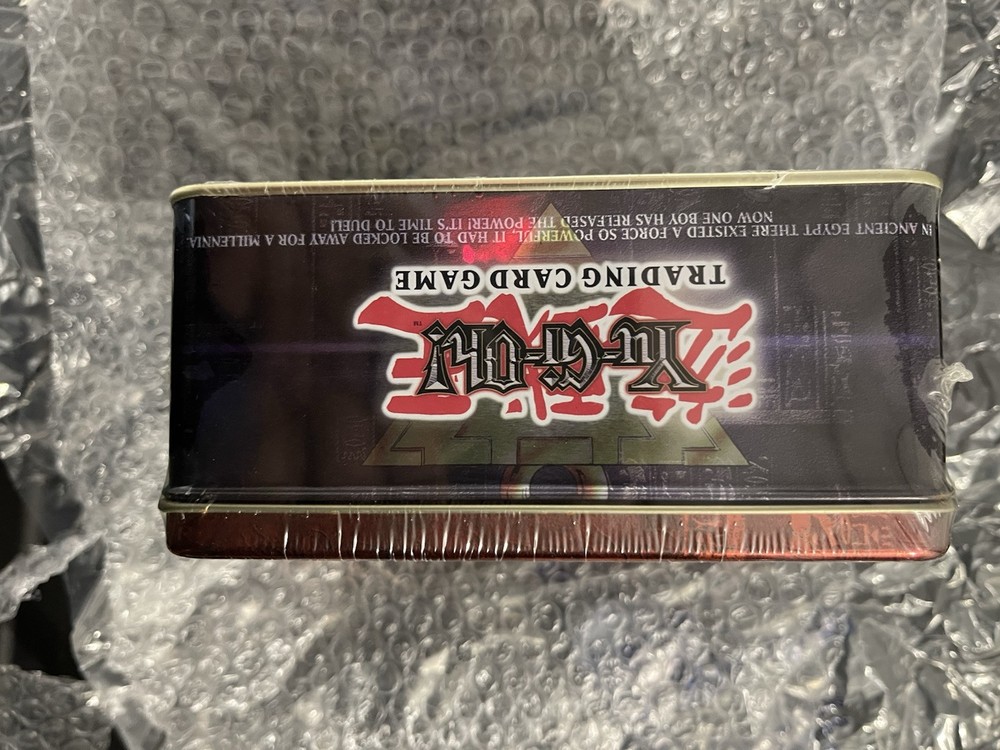 Yu-Gi-Oh!™
TRADING CARD GAME
IN ANCIENT EGYPT THERE EXISTED A FORCE SO POWERFUL, IT HAD TO BE LOCKED AWAY FOR A MILLENNIA
NOW ONE BOY HAS RELEASED THE POWER! IT'S TIME TO DUEL!